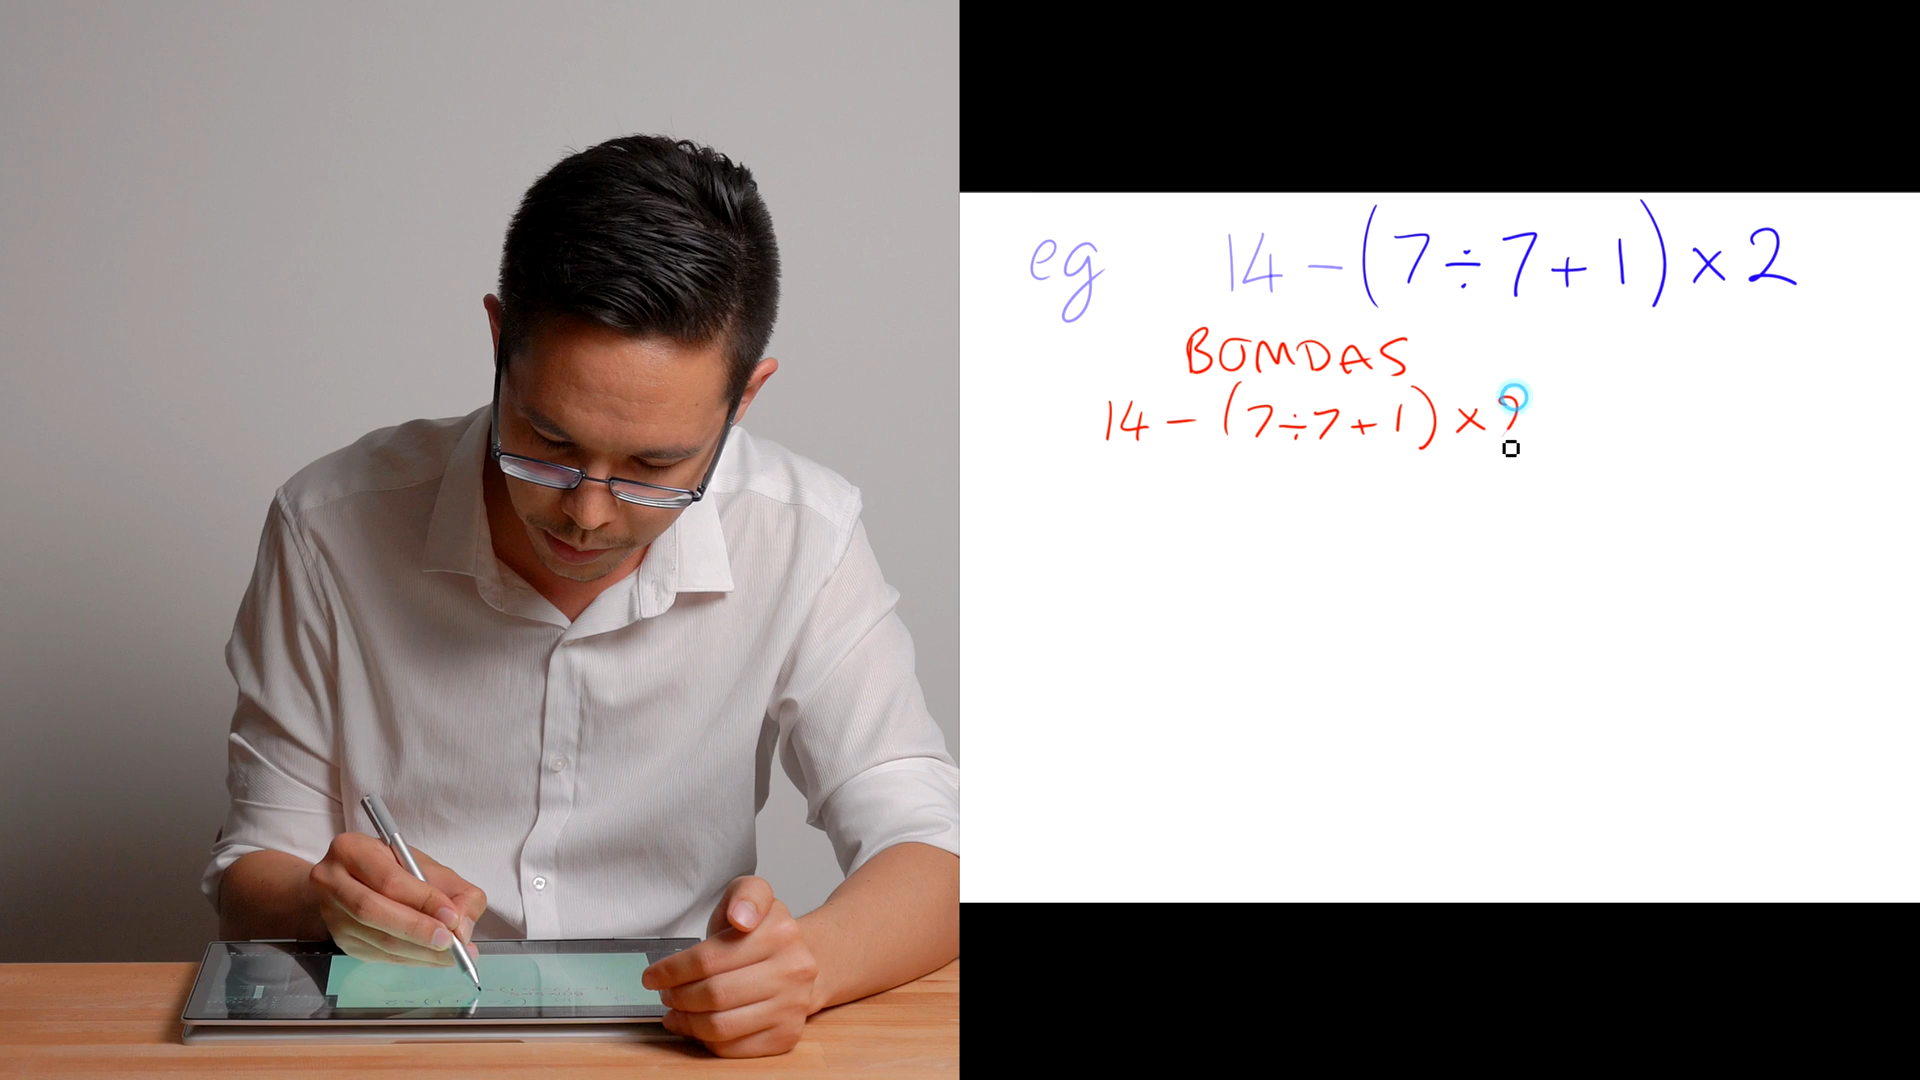 eg 14 - (7 ÷ 7 + 1) × 2
BOMDAS
14 - (7 ÷ 7 + 1) ×